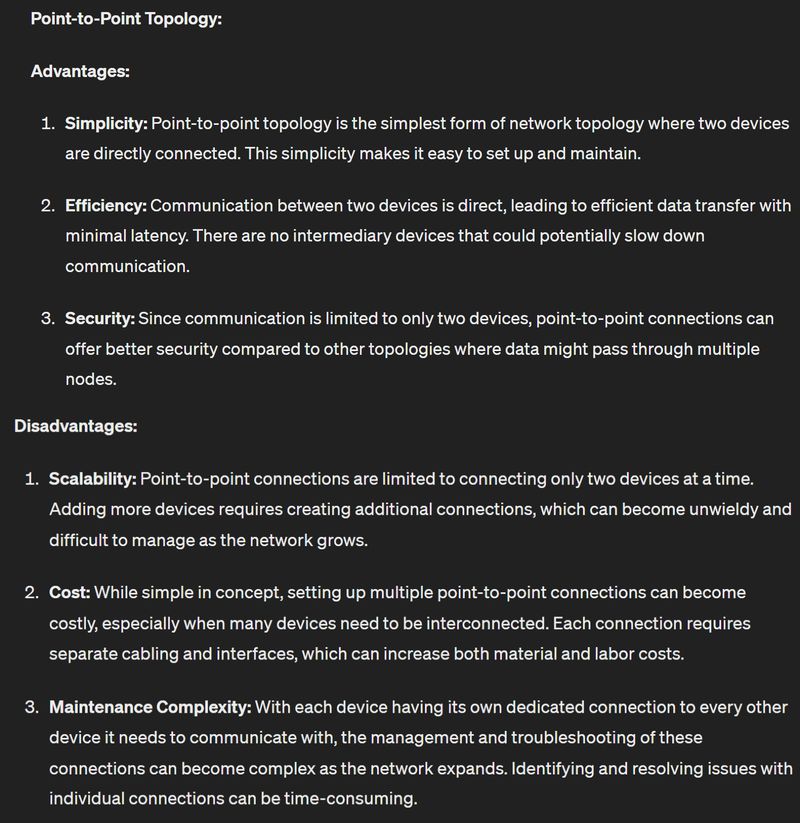 Point-to-Point Topology:
Advantages:
1. Simplicity: Point-to-point topology is the simplest form of network topology where two devices
are directly connected. This simplicity makes it easy to set up and maintain.
2. Efficiency: Communication between two devices is direct, leading to efficient data transfer with
minimal latency. There are no intermediary devices that could potentially slow down
communication.
3. Security: Since communication is limited to only two devices, point-to-point connections can
offer better security compared to other topologies where data might pass through multiple
nodes.
Disadvantages:
1. Scalability: Point-to-point connections are limited to connecting only two devices at a time.
Adding more devices requires creating additional connections, which can become unwieldy and
difficult to manage as the network grows.
2. Cost: While simple in concept, setting up multiple point-to-point connections can become
costly, especially when many devices need to be interconnected. Each connection requires
separate cabling and interfaces, which can increase both material and labor costs.
3. Maintenance Complexity: With each device having its own dedicated connection to every other
device it needs to communicate with, the management and troubleshooting of these
connections can become complex as the network expands. Identifying and resolving issues with
individual connections can be time-consuming.